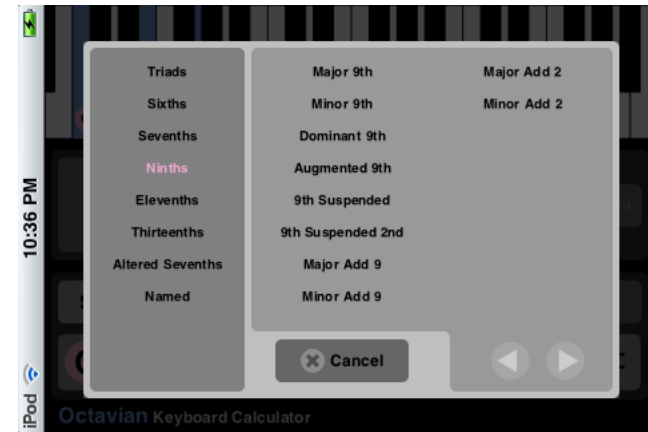 iPod
10:36 PM
Triads
Sixths
Sevenths
Ninths
Elevenths
Thirteenths
Altered Sevenths
Named
Major 9th
Minor 9th
Dominant 9th
Augmented 9th
9th Suspended
9th Suspended 2nd
Major Add 9
Minor Add 9
Major Add 2
Minor Add 2
Cancel
Octavian Keyboard Calculator